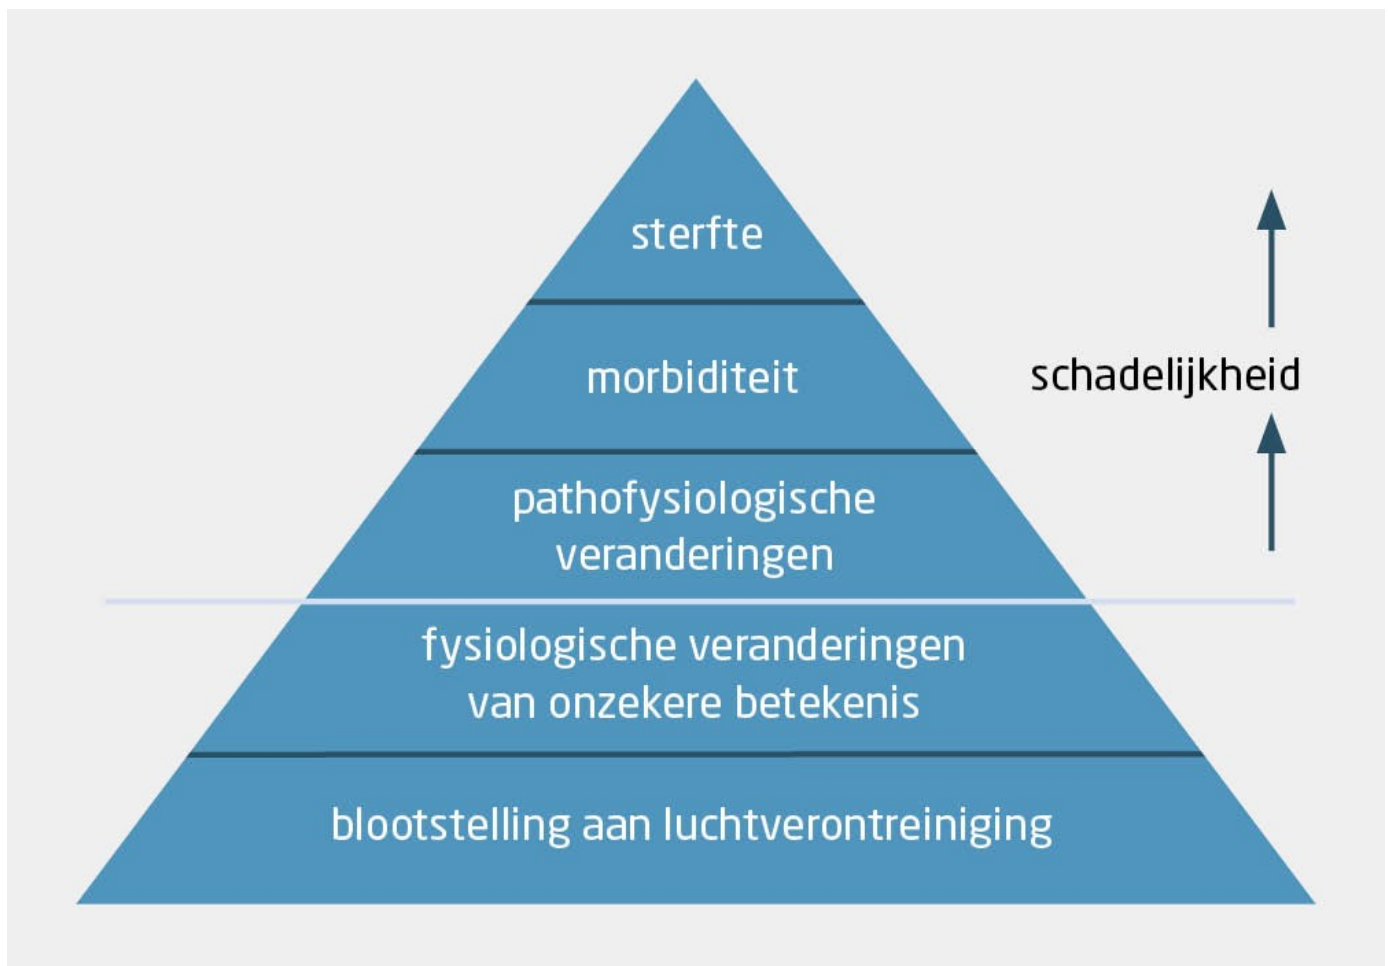 sterfte
morbiditeit
schadelijkheid
pathofysiologische
veranderingen
fysiologische veranderingen
van onzekere betekenis
blootstelling aan luchtverontreiniging